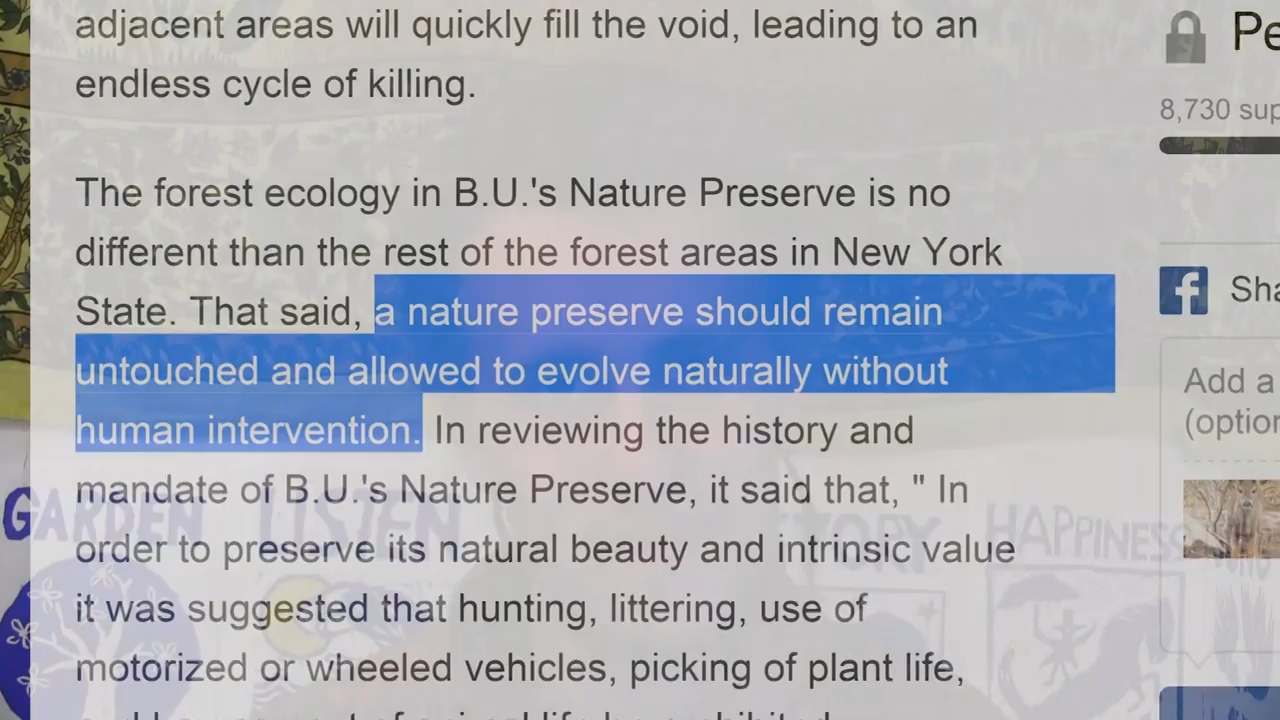 adjacent areas will quickly fill the void, leading to an
endless cycle of killing.
The forest ecology in B.U.'s Nature Preserve is no
different than the rest of the forest areas in New York
State. That said, a nature preserve should remain
untouched and allowed to evolve naturally without
human intervention. In reviewing the history and
mandate of B.U.'s Nature Preserve, it said that, " In
order to preserve its natural beauty and intrinsic value
it was suggested that hunting, littering, use of
motorized or wheeled vehicles, picking of plant life,
Pe
8,730 sup
Sha
Add a
(option
GARDEN LISTEN
HAPPINESS